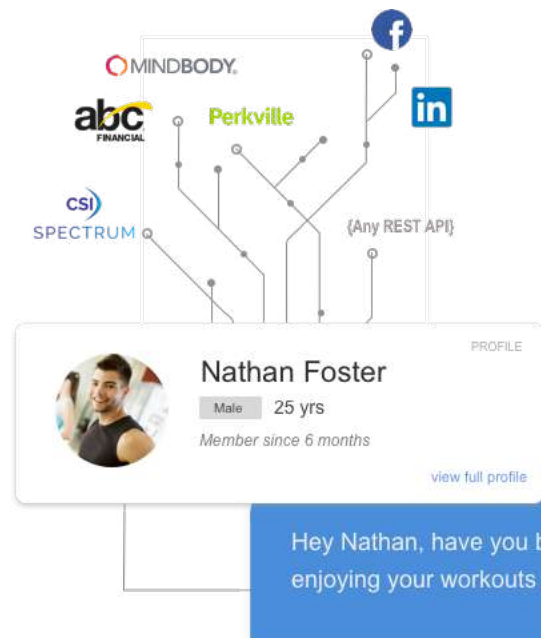 f
MINDBODY.
abc
FINANCIAL
Perkville
in
CSI
SPECTRUM
{Any REST API}
PROFILE
Nathan Foster
Male 25 yrs
Member since 6 months
view full profile
Hey Nathan, have you
enjoying your workouts